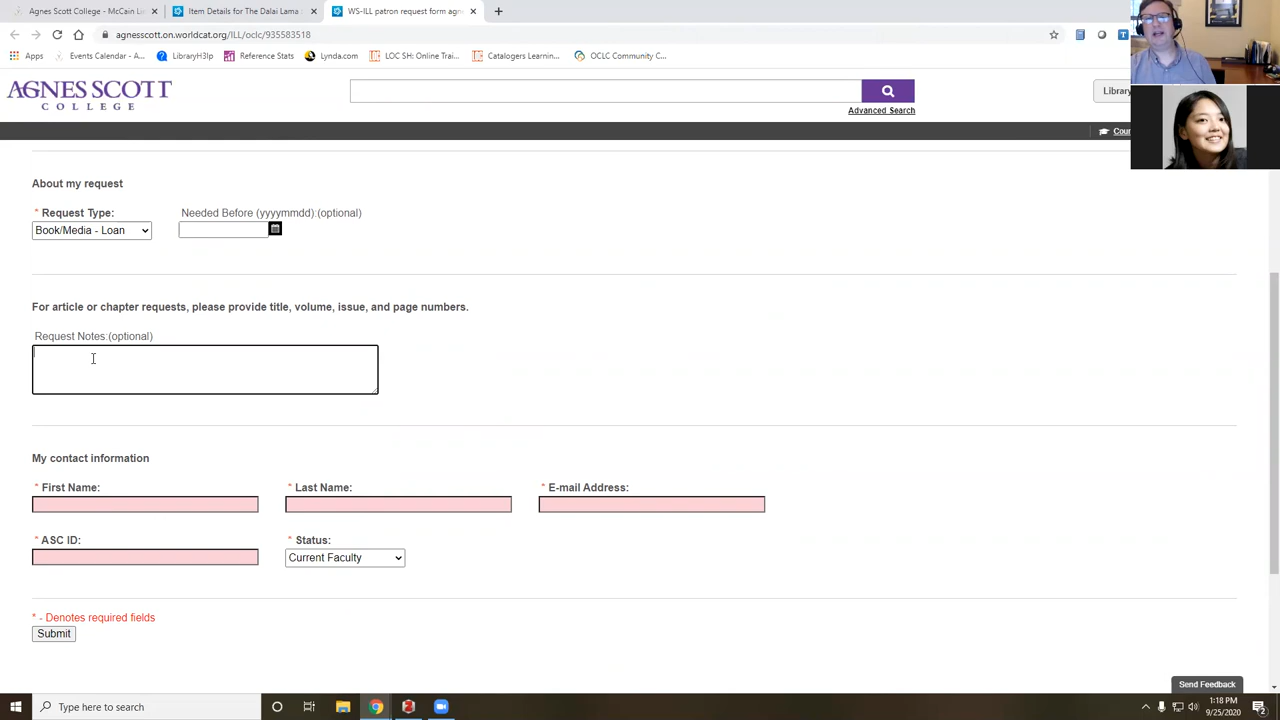 Agnes Scott College - McCain Lin
Item Details for The Dalai Lama
WS-ILL patron request form agn
agnesscott.on.worldcat.org/ILL/oclc/935583518
Apps
Events Calendar - A...
LibraryH3lp
Reference Stats
Lynda.com
LOC SH: Online Trai...
Catalogers Learnin...
OCLC Community C...
AGNES SCOTT
COLLEGE
Library
Advanced Search
Cour
About my request
* Request Type:
Needed Before (yyyymmdd):(optional)
Book/Media - Loan
For article or chapter requests, please provide title, volume, issue, and page numbers.
Request Notes:(optional)
My contact information
* First Name:
* Last Name:
* E-mail Address:
* ASC ID:
* Status:
Current Faculty
* - Denotes required fields
Submit
Send Feedback
Type here to search
1:18 PM
9/25/2020
2